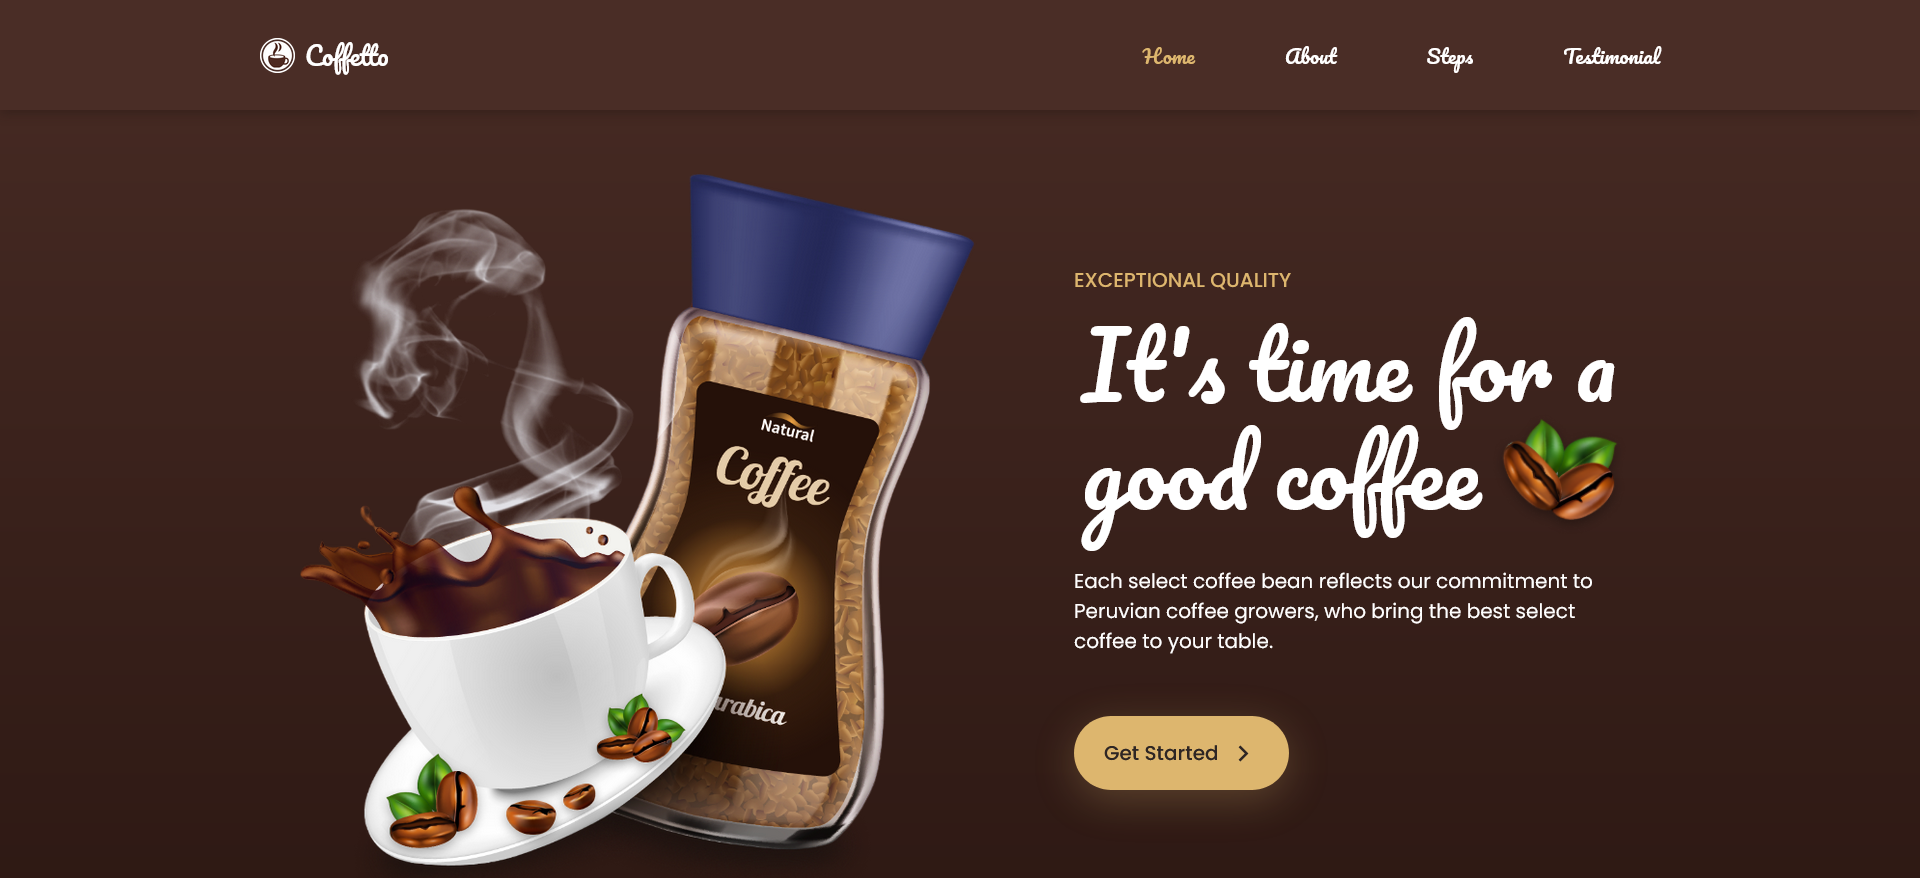 Coffetto
Home About Steps Testimonial
Natural
Coffee
EXCEPTIONAL QUALITY
It's time for a
good coffee
Each select coffee bean reflects our commitment to
Peruvian coffee growers, who bring the best select
coffee to your table.
Get Started